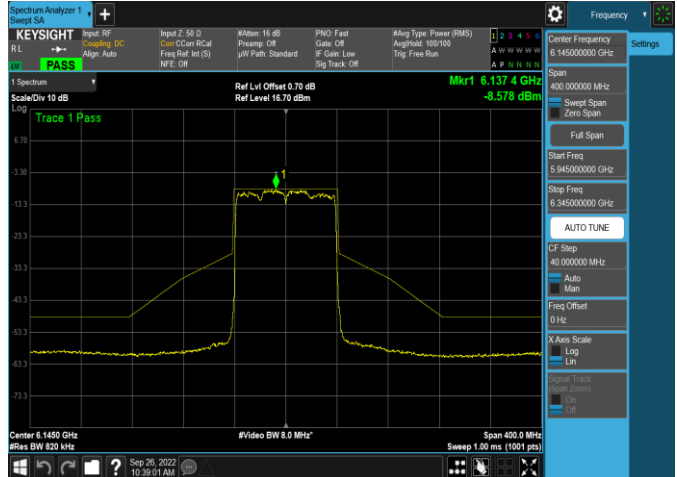 Spectrum Analyzer 1
Swept SA
Frequency
KEYSIGHT
RL
PASS
Input: RF
Coupling: DC
Align: Auto
Input Z: 50 Ω
Corr CCorr RCal
Freq Ref: Int (S)
NFE: Off
#Atten: 16 dB
Preamp: Off
µW Path: Standard
PNO: Fast
Gate: Off
IF Gain: Low
Sig Track: Off
#Avg Type: Power (RMS)
Avg|Hold: 100/100
Trig: Free Run
1 2 3 4 5 6
A W W W W W
A P N N N N
1 Spectrum
Scale/Div 10 dB
Ref Lvl Offset 0.70 dB
Ref Level 16.70 dBm
Mkr1 6.137 4 GHz
-8.578 dBm
Log
Trace 1 Pass
1
6.70
-3.30
-13.3
-23.3
-33.3
-43.3
-53.3
-63.3
-73.3
Center 6.1450 GHz
#Res BW 820 kHz
#Video BW 8.0 MHz*
Span 400.0 MHz
Sweep 1.00 ms (1001 pts)
Sep 26, 2022
10:39:01 AM
Settings
Center Frequency
6.145000000 GHz
Span
400.000000 MHz
Swept Span
Zero Span
Full Span
Start Freq
5.945000000 GHz
Stop Freq
6.345000000 GHz
AUTO TUNE
CF Step
40.000000 MHz
Auto
Man
Freq Offset
0 Hz
X Axis Scale
Log
Lin
Signal Track
(Span Zoom)
On
Off